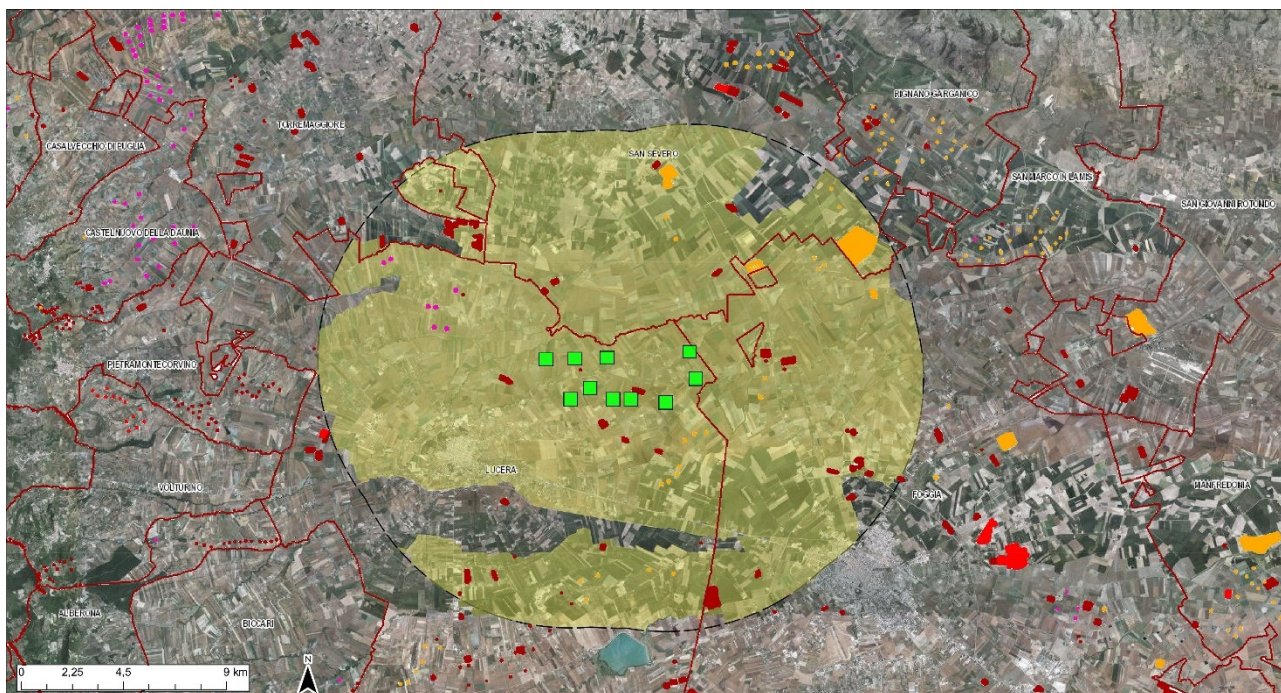 RIGNANO GARGANICO
TORREMAGGIORE
CASALVECCHIO DI PUGLIA
SAN SEVERO
SAN MARCO IN LAMIS
SAN GIOVANNI ROTONDO
CASTELNUOVO DELLA DAUNIA
PIETRAMONTECORVINO
LUCERA
VOLTURINO
MANFREDONIA
FOGGIA
ALBERONA
BICCARI
N
0 2,25 4,5 9 km